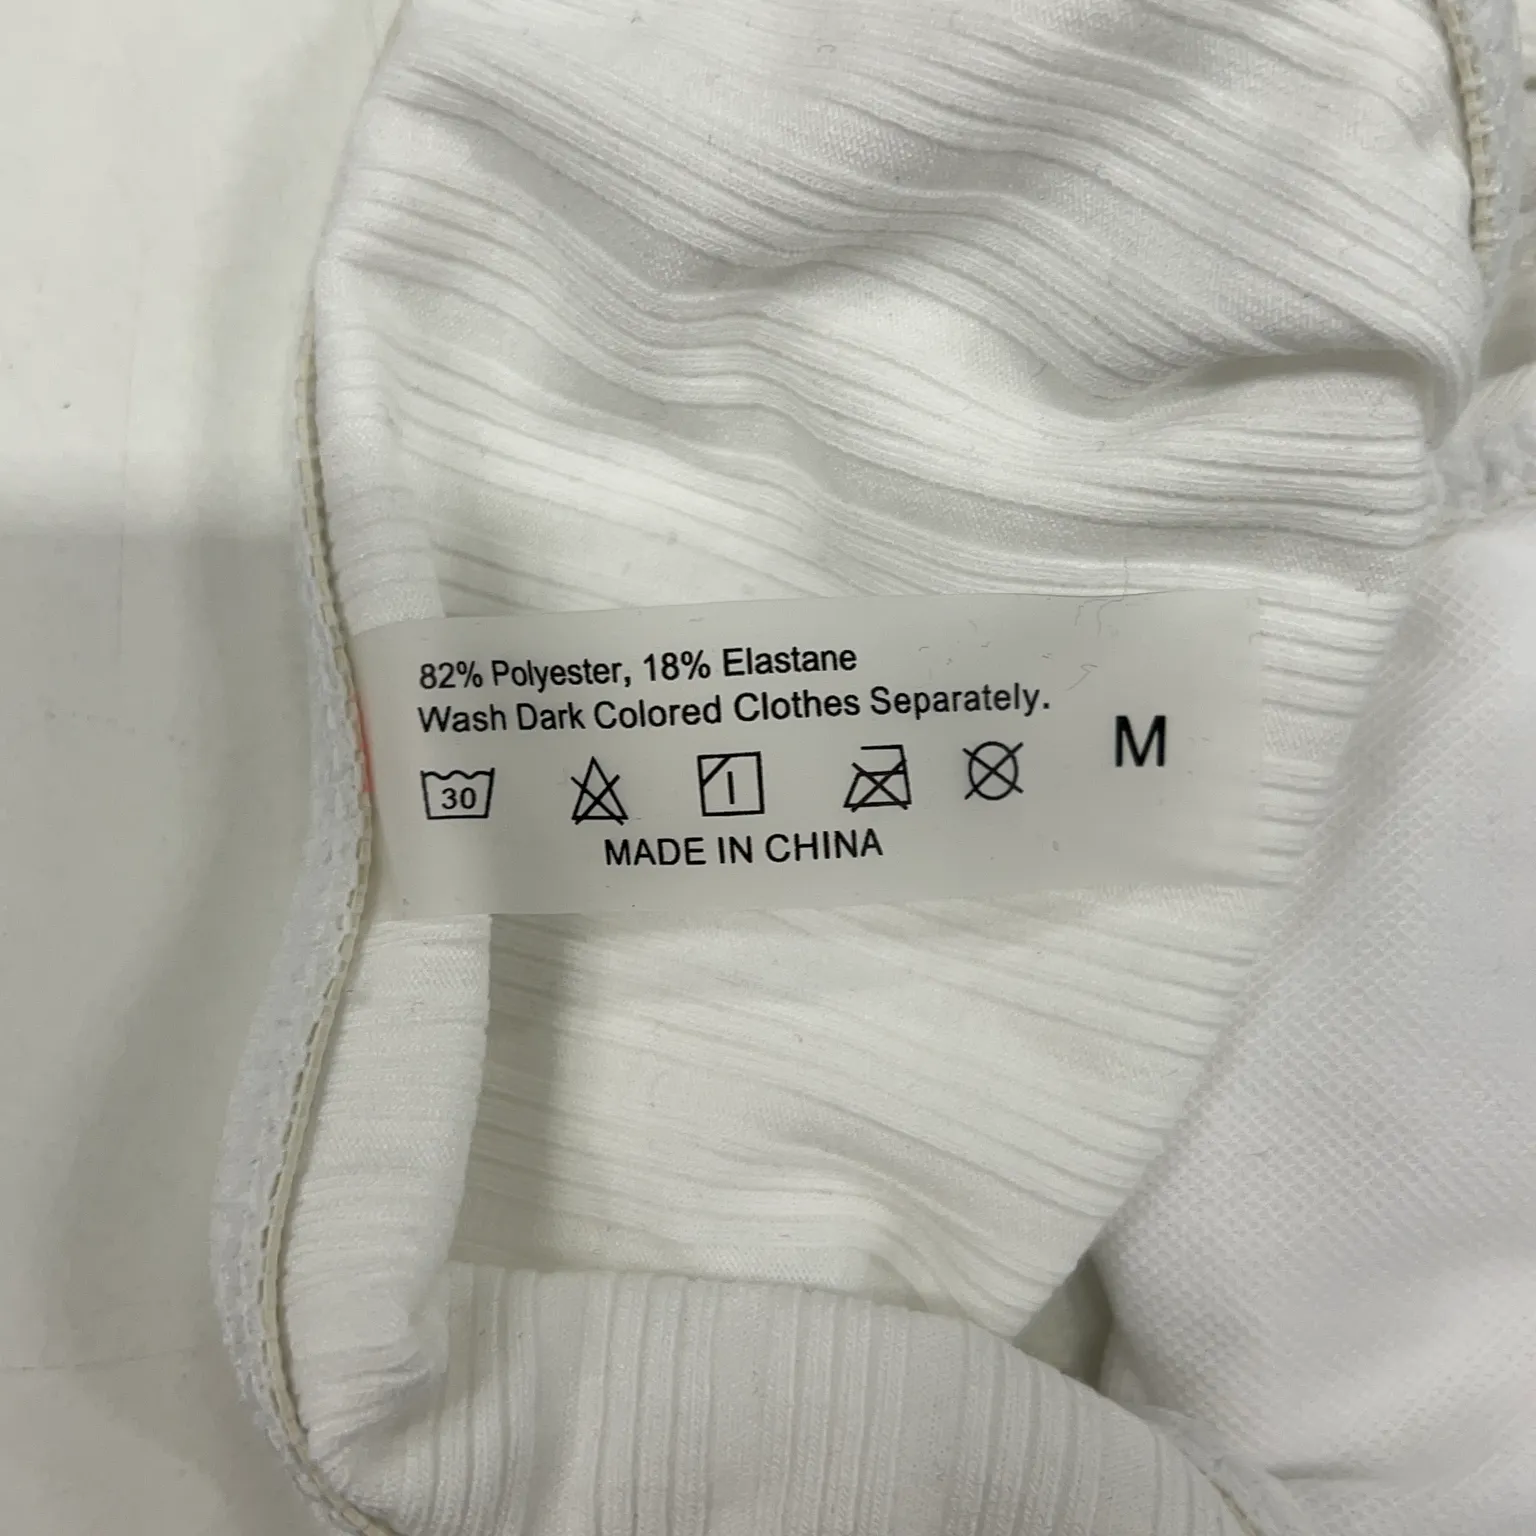 82% Polyester, 18% Elastane
Wash Dark Colored Clothes Separately.
M
30
MADE IN CHINA